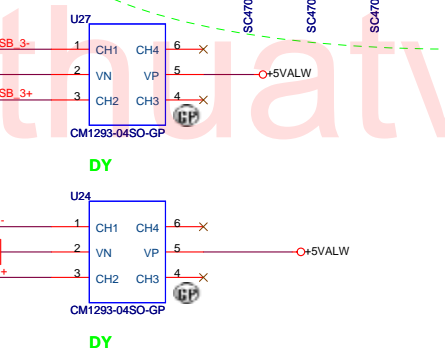 U27
SC470
SC470
SC470
SB_3-
1 CH1 CH4 6
2 VN VP 5
+5VALW
SB_3+
3 CH2 CH3 4
GP
CM1293-04SO-GP
DY
thuatv
U24
-
1 CH1 CH4 6
2 VN VP 5
+5VALW
+
3 CH2 CH3 4
GP
CM1293-04SO-GP
DY